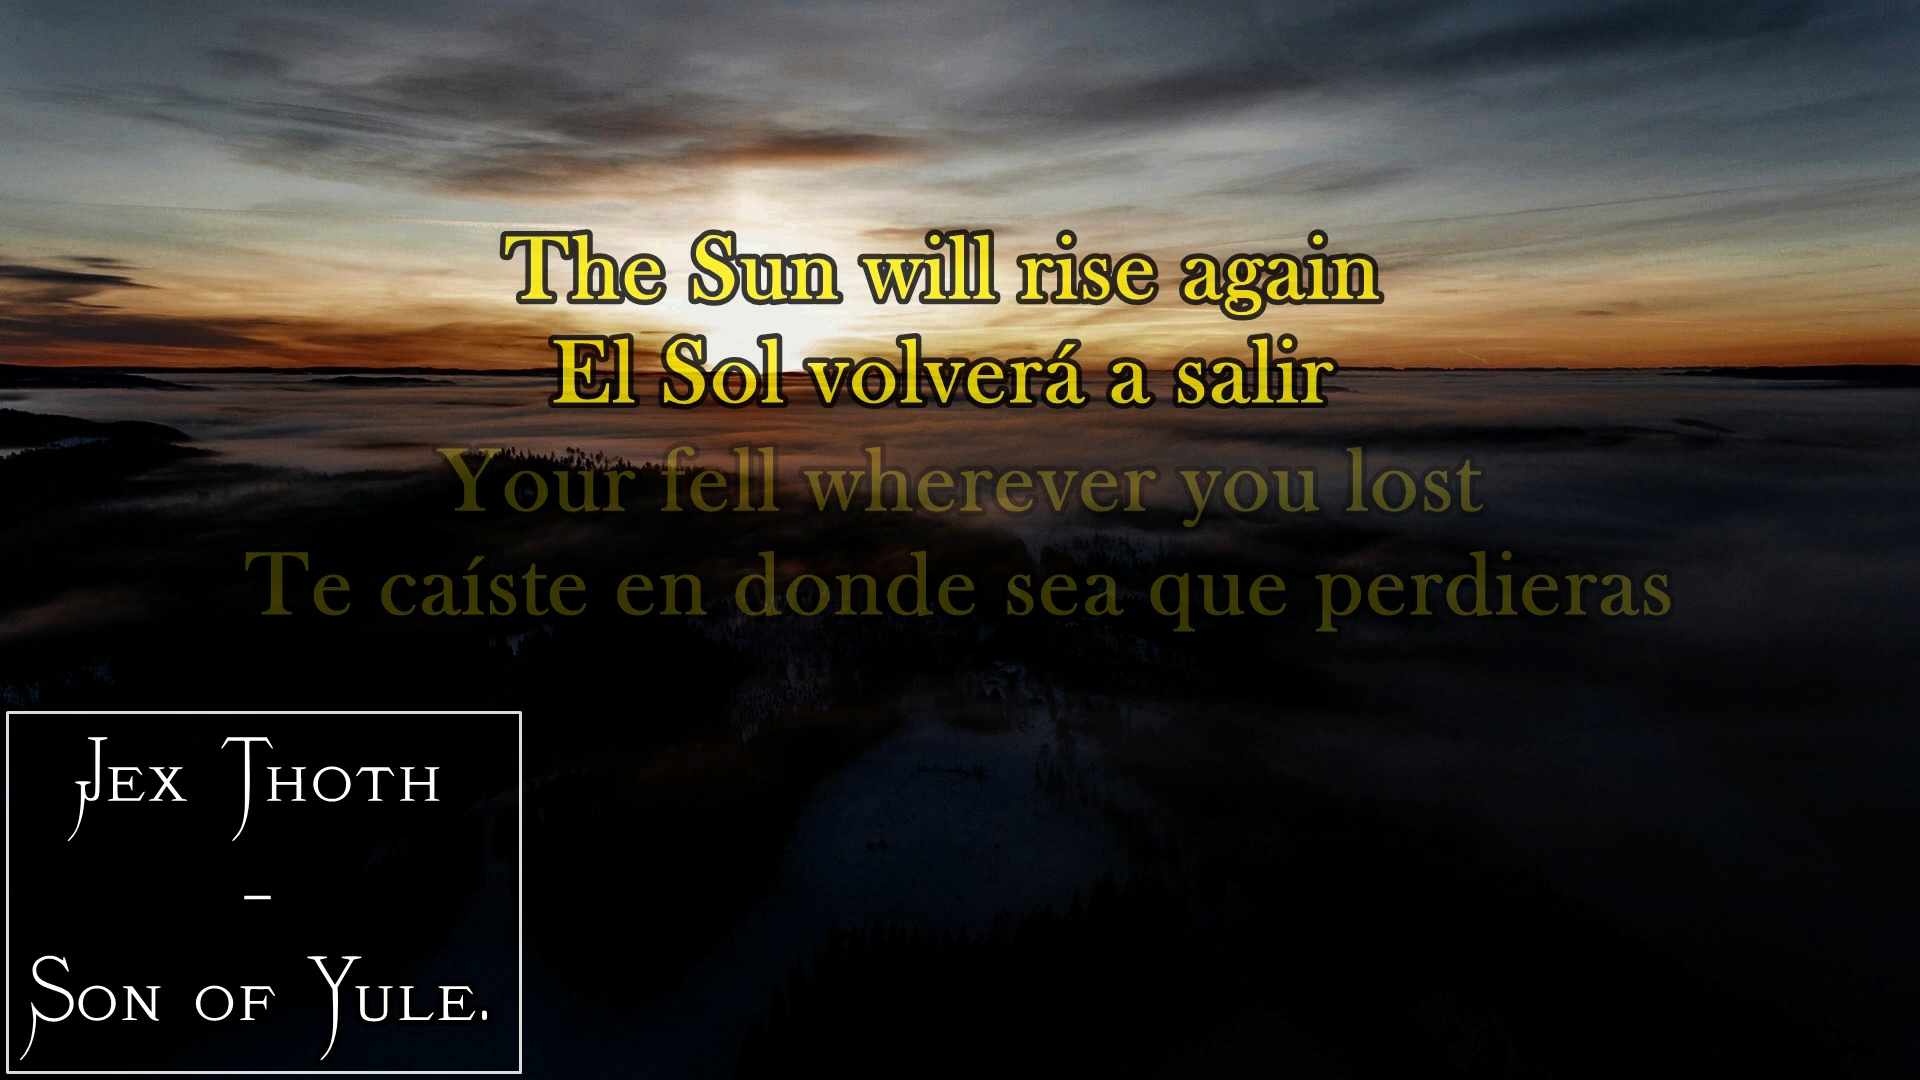 The Sun will rise again
El Sol volverá a salir
Your fell wherever you lost
Te caíste en donde sea que perdieras
Jex Thoth
-
Son of Yule.